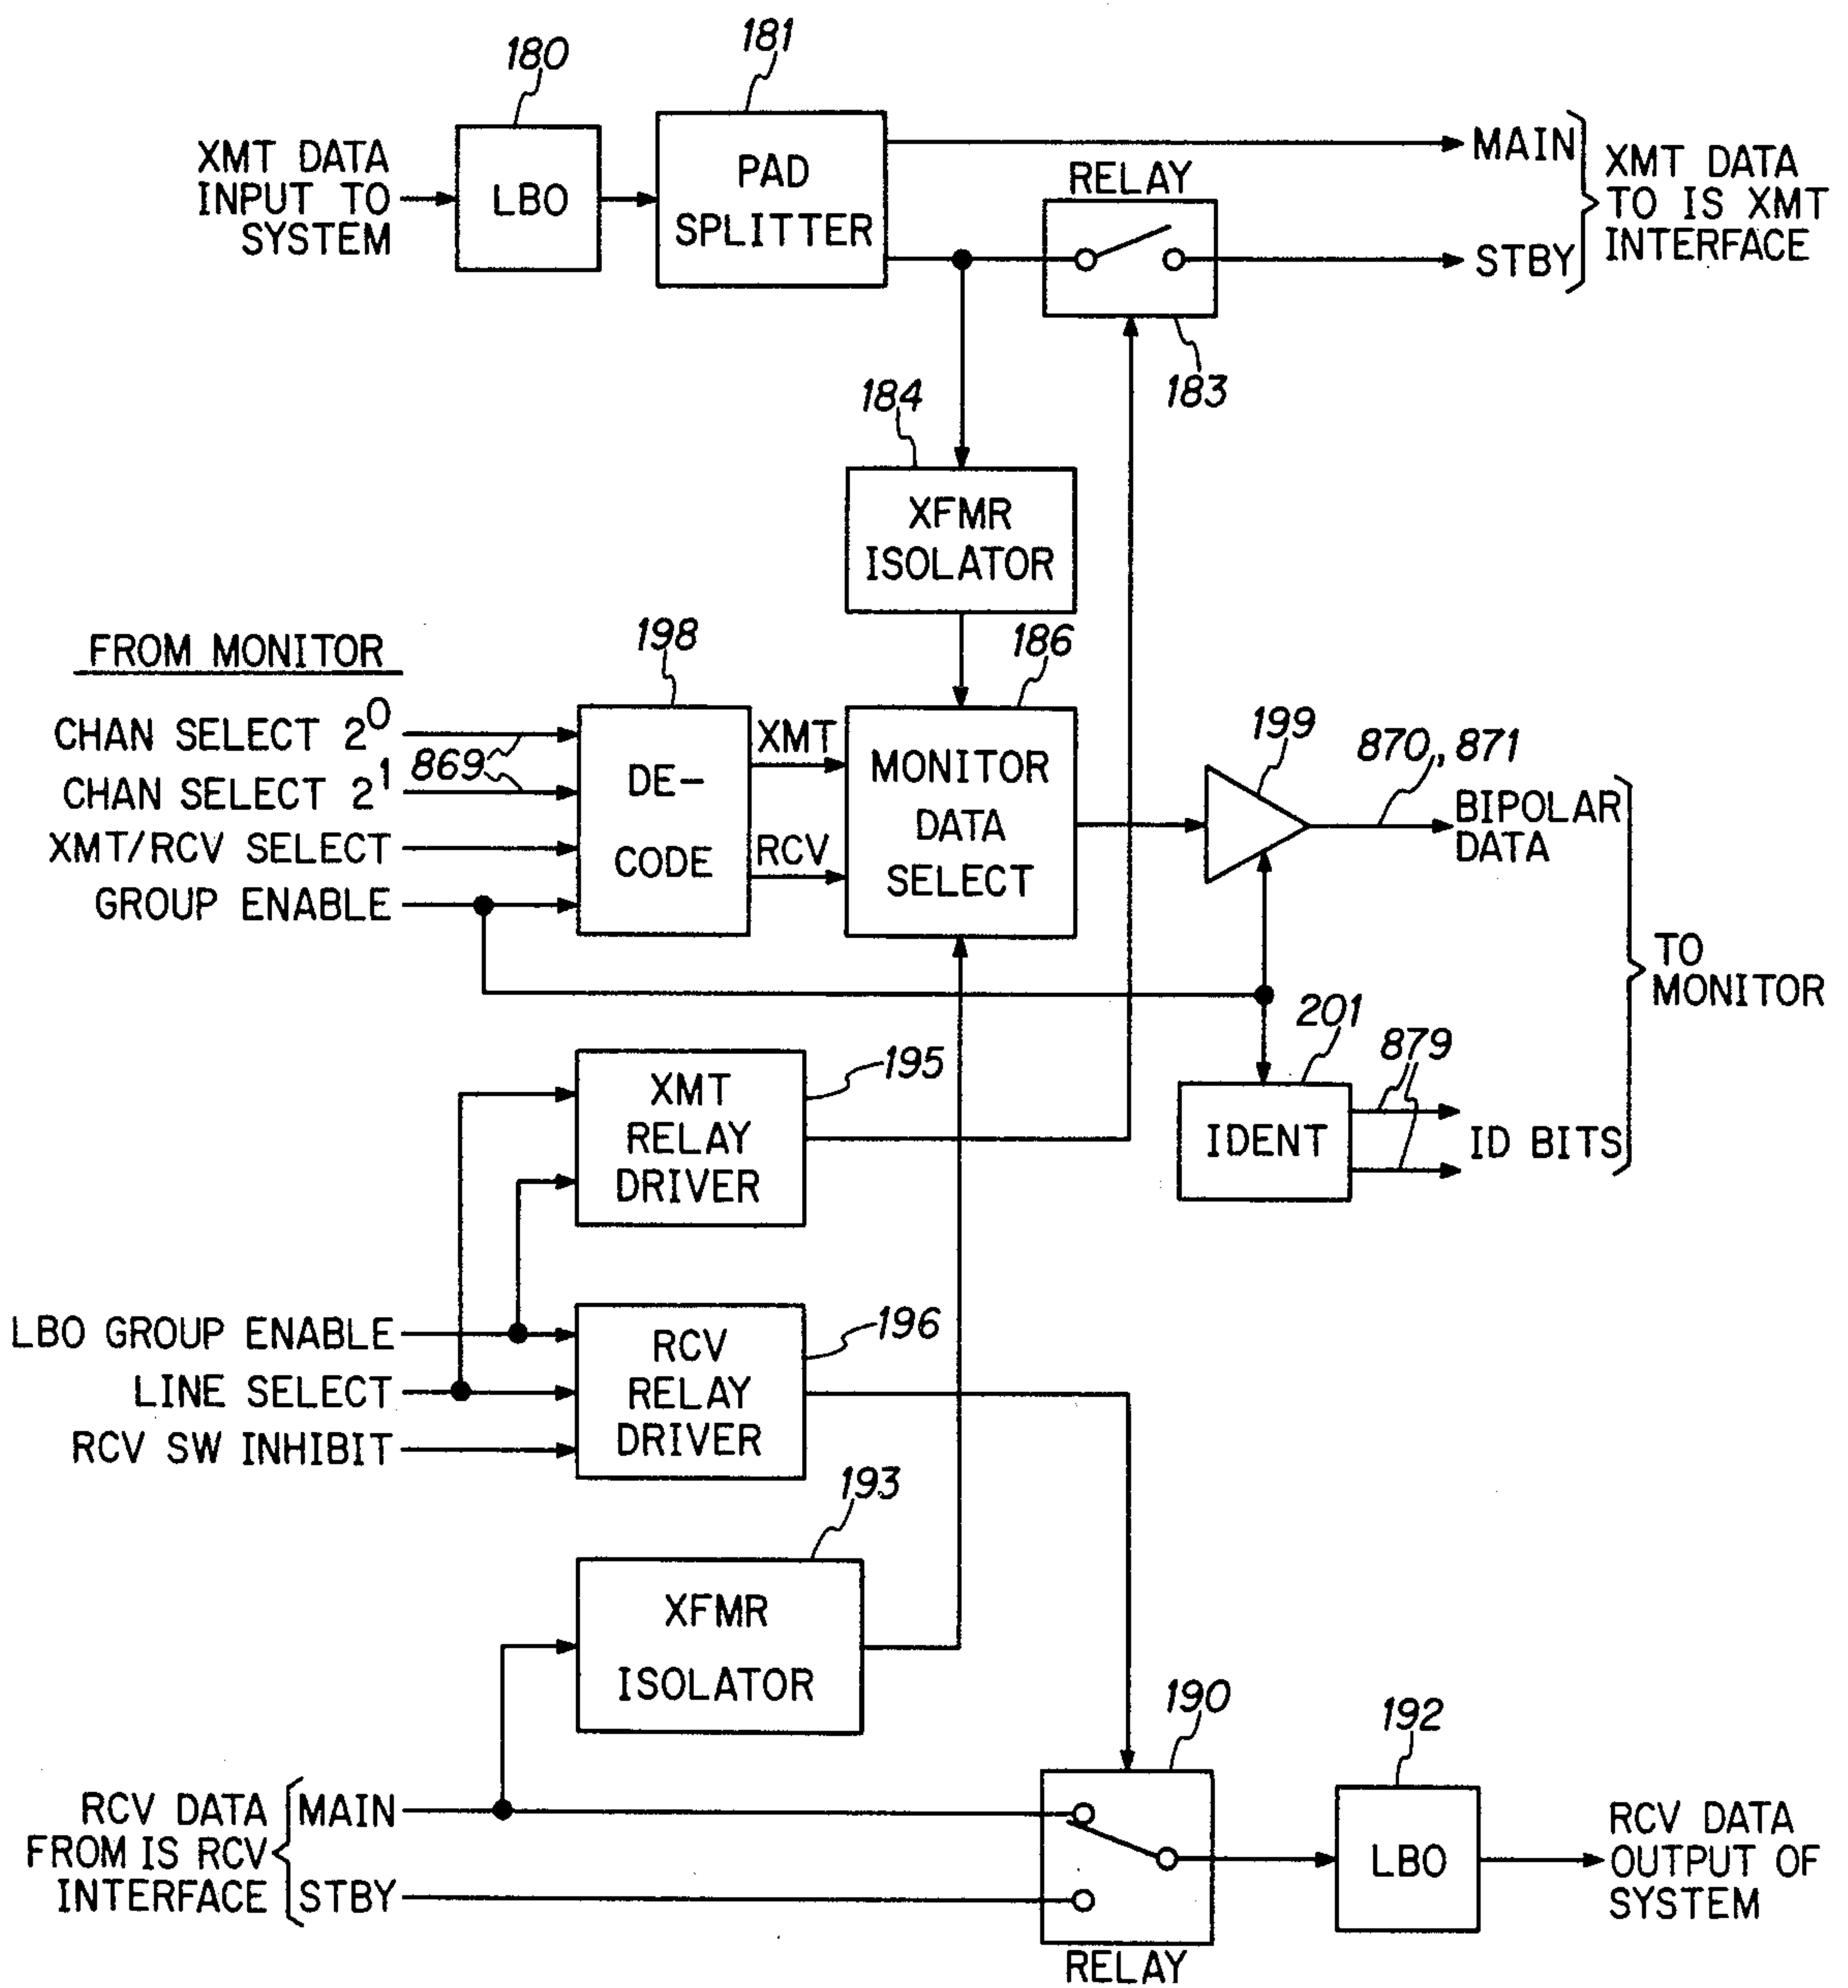 180
181
XMT DATA
INPUT TO
SYSTEM
LBO
PAD
SPLITTER
RELAY
MAIN
STBY
XMT DATA
TO IS XMT
INTERFACE
183
184
XFMR
ISOLATOR
FROM MONITOR
CHAN SELECT 2⁰
CHAN SELECT 2¹
869
XMT/RCV SELECT
GROUP ENABLE
198
DE-
CODE
XMT
RCV
186
MONITOR
DATA
SELECT
199
870, 871
BIPOLAR
DATA
TO
MONITOR
201
IDENT
879
ID BITS
195
XMT
RELAY
DRIVER
LBO GROUP ENABLE
LINE SELECT
RCV SW INHIBIT
196
RCV
RELAY
DRIVER
193
XFMR
ISOLATOR
RCV DATA
FROM IS RCV
INTERFACE
MAIN
STBY
190
RELAY
192
LBO
RCV DATA
OUTPUT OF
SYSTEM